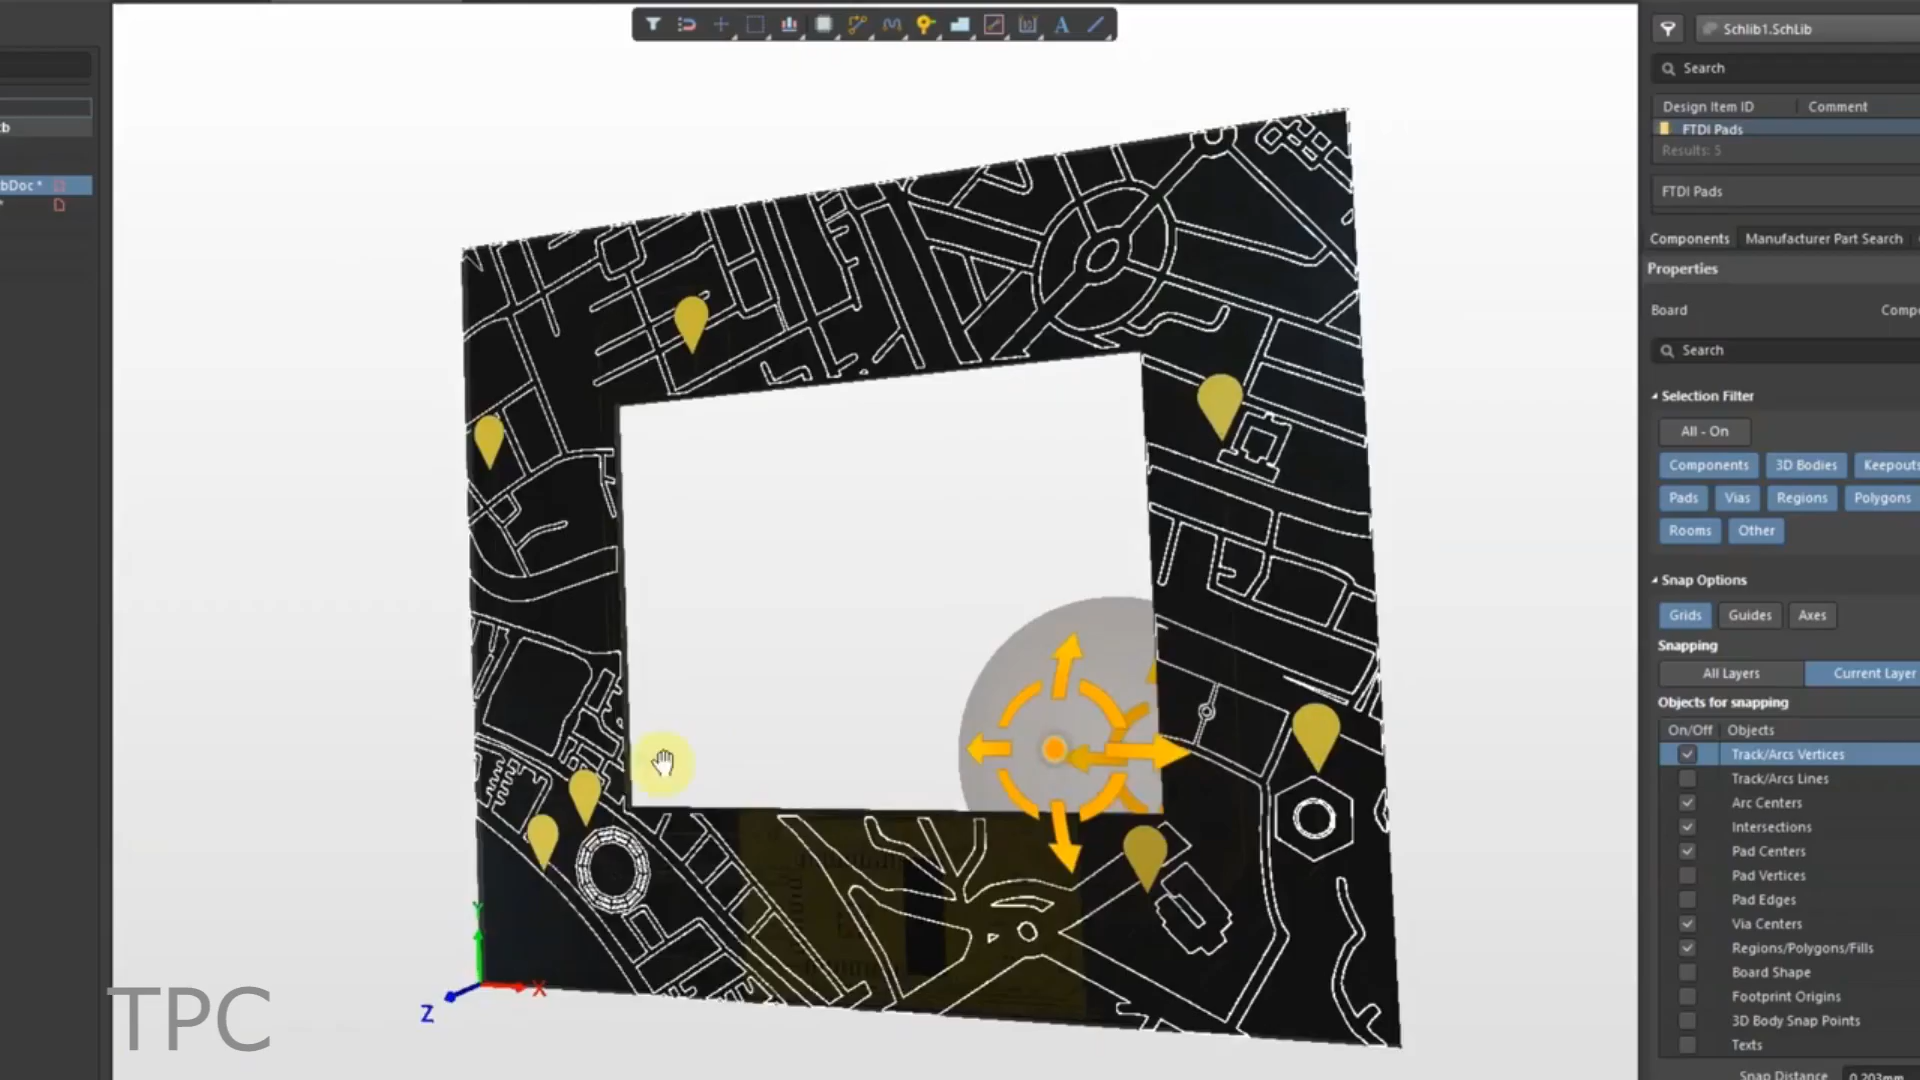 b
bDoc *
*
Schlib1.SchLib
Search
Design Item ID
Comment
FTDI Pads
Results: 5
FTDI Pads
Components
Manufacturer Part Search
Properties
Board
Search
Selection Filter
All - On
Components
3D Bodies
Keepouts
Pads
Vias
Regions
Polygons
Rooms
Other
Snap Options
Grids
Guides
Axes
Snapping
All Layers
Current Layer
Objects for snapping
On/Off
Objects
Track/Arcs Vertices
Track/Arcs Lines
Arc Centers
Intersections
Pad Centers
Pad Vertices
Pad Edges
Via Centers
Regions/Polygons/Fills
Board Shape
Footprint Origins
3D Body Snap Points
Texts
Snap Distance
0.203mm
Y
X
Z
TPC